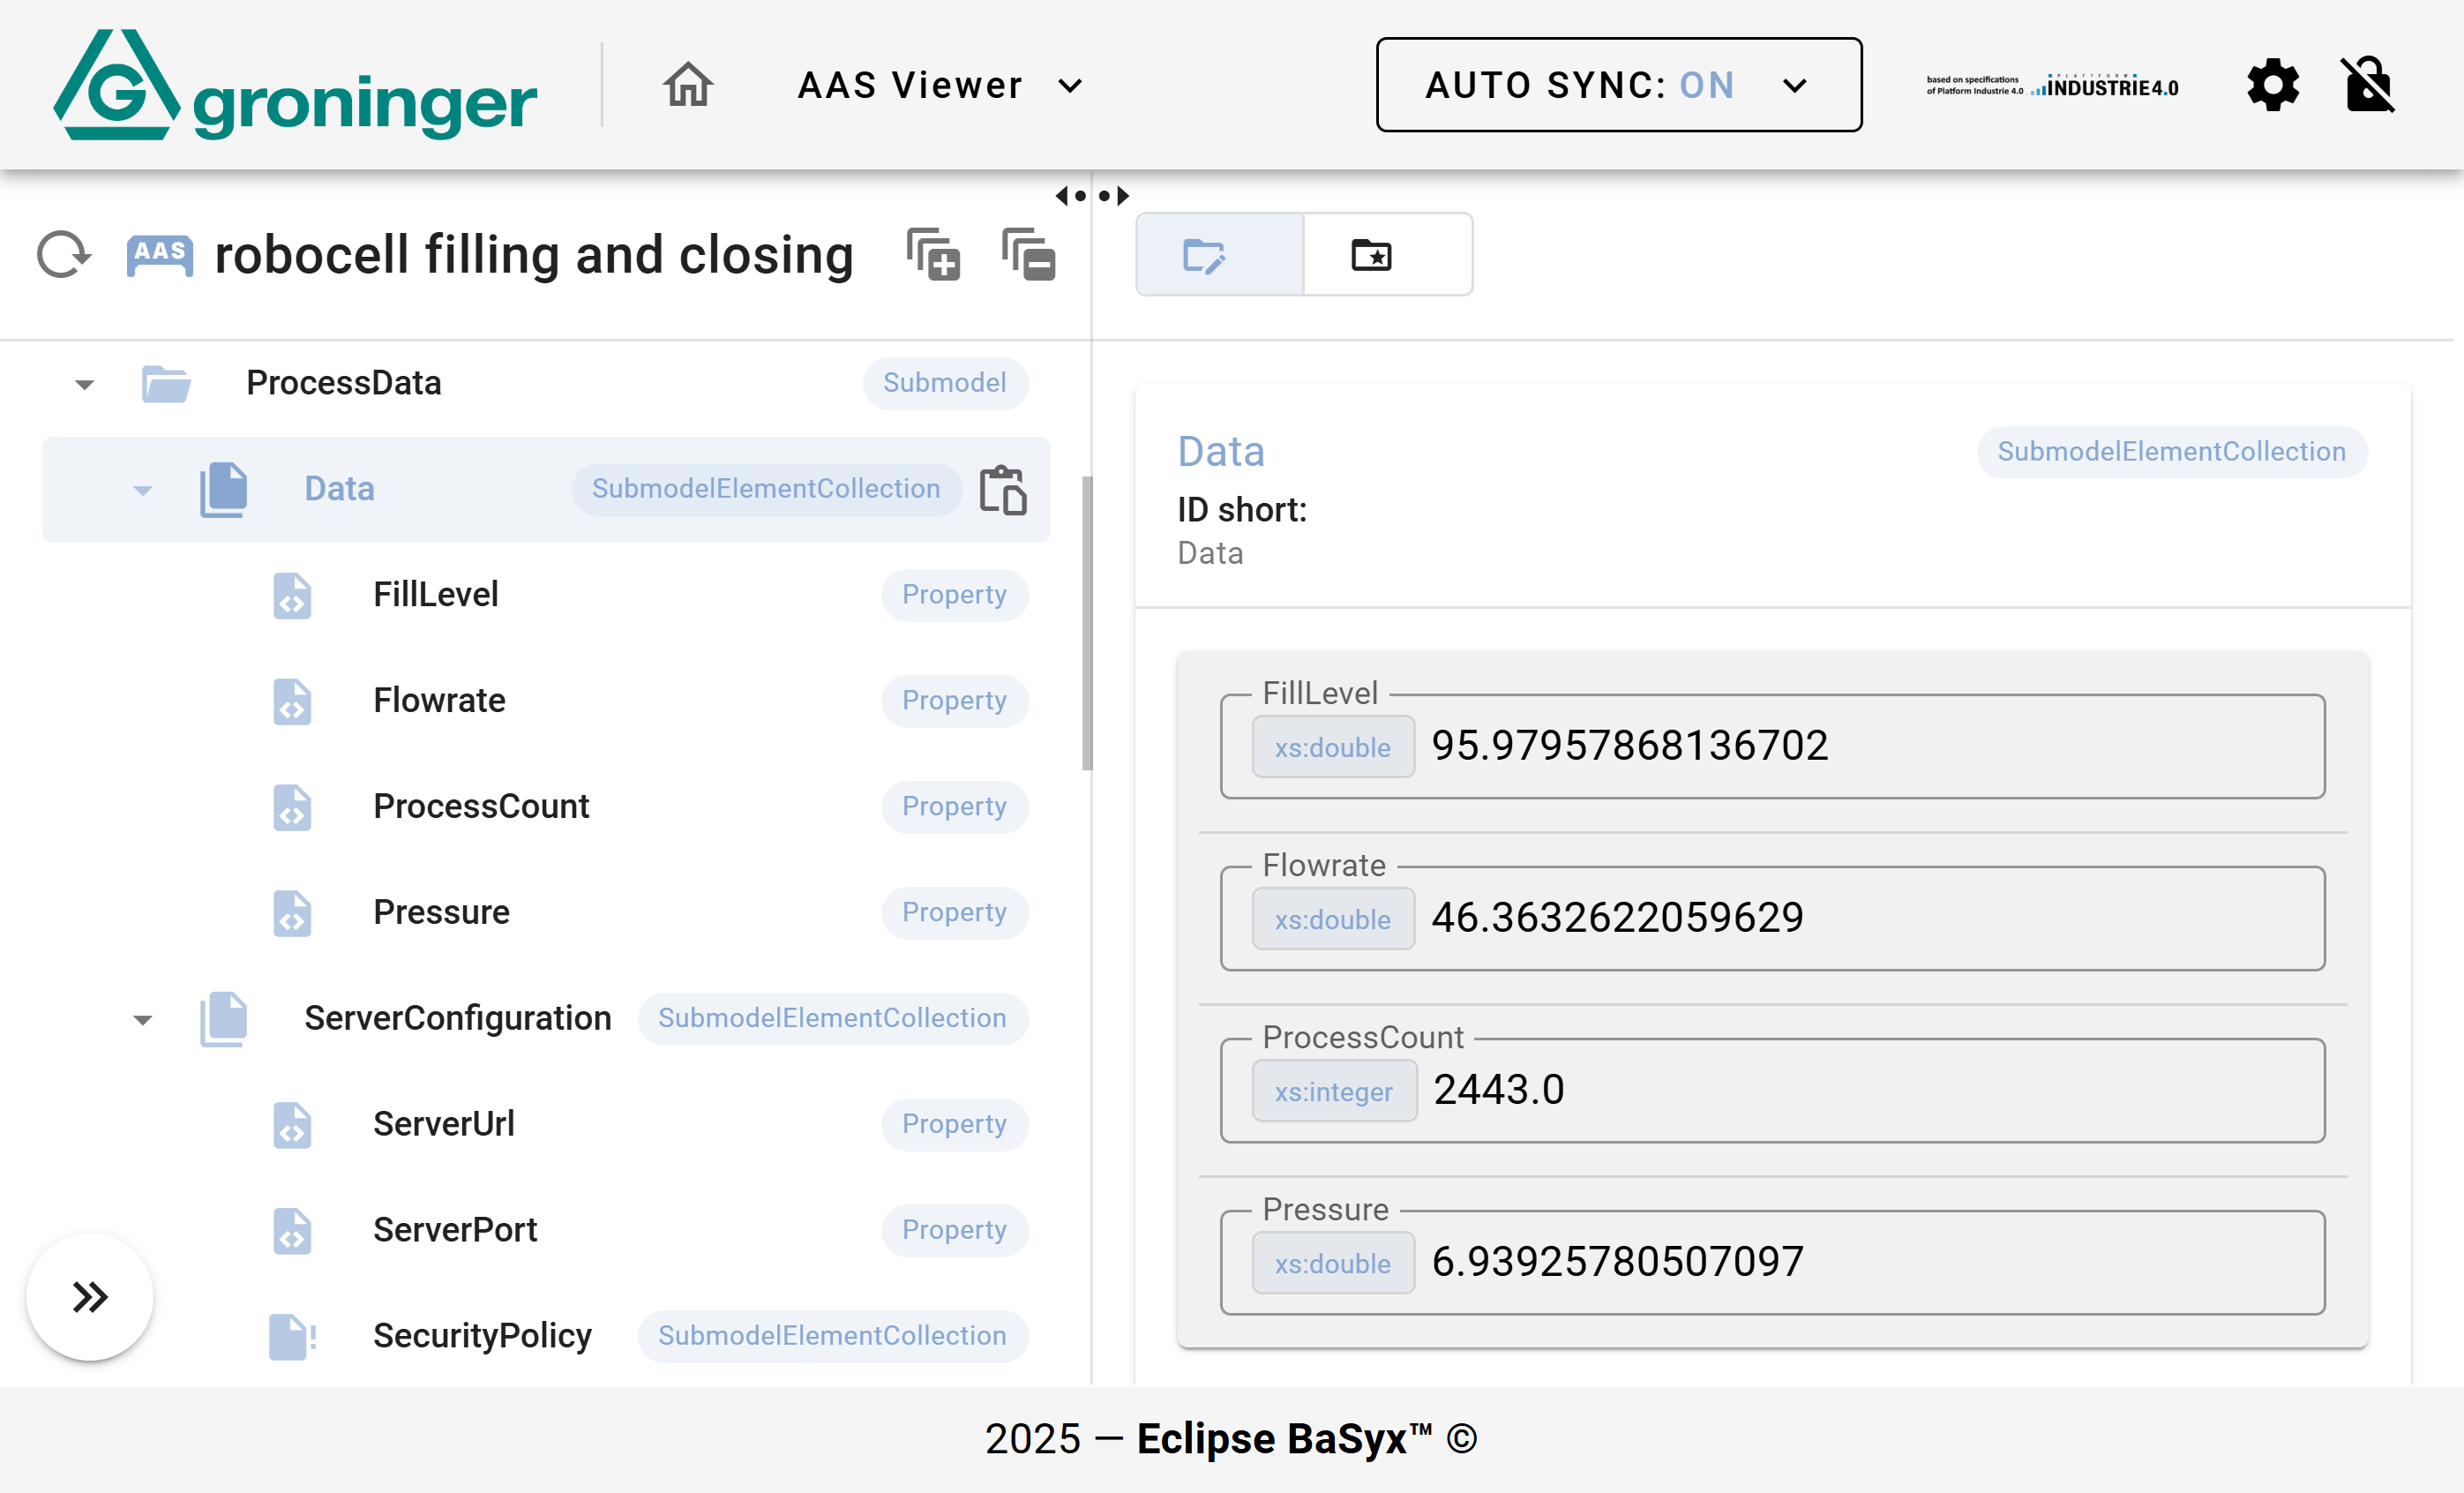 groninger
AAS Viewer
AUTO SYNC: ON
based on specifications
of Platform Industrie 4.0
PLATTFORM
INDUSTRIE4.0
AAS
robocell filling and closing
ProcessData
Submodel
Data
SubmodelElementCollection
FillLevel
Property
Flowrate
Property
ProcessCount
Property
Pressure
Property
ServerConfiguration
SubmodelElementCollection
ServerUrl
Property
ServerPort
Property
SecurityPolicy
SubmodelElementCollection
Data
SubmodelElementCollection
ID short:
Data
FillLevel
xs:double 95.97957868136702
Flowrate
xs:double 46.3632622059629
ProcessCount
xs:integer 2443.0
Pressure
xs:double 6.93925780507097
2025 — Eclipse BaSyx™ ©